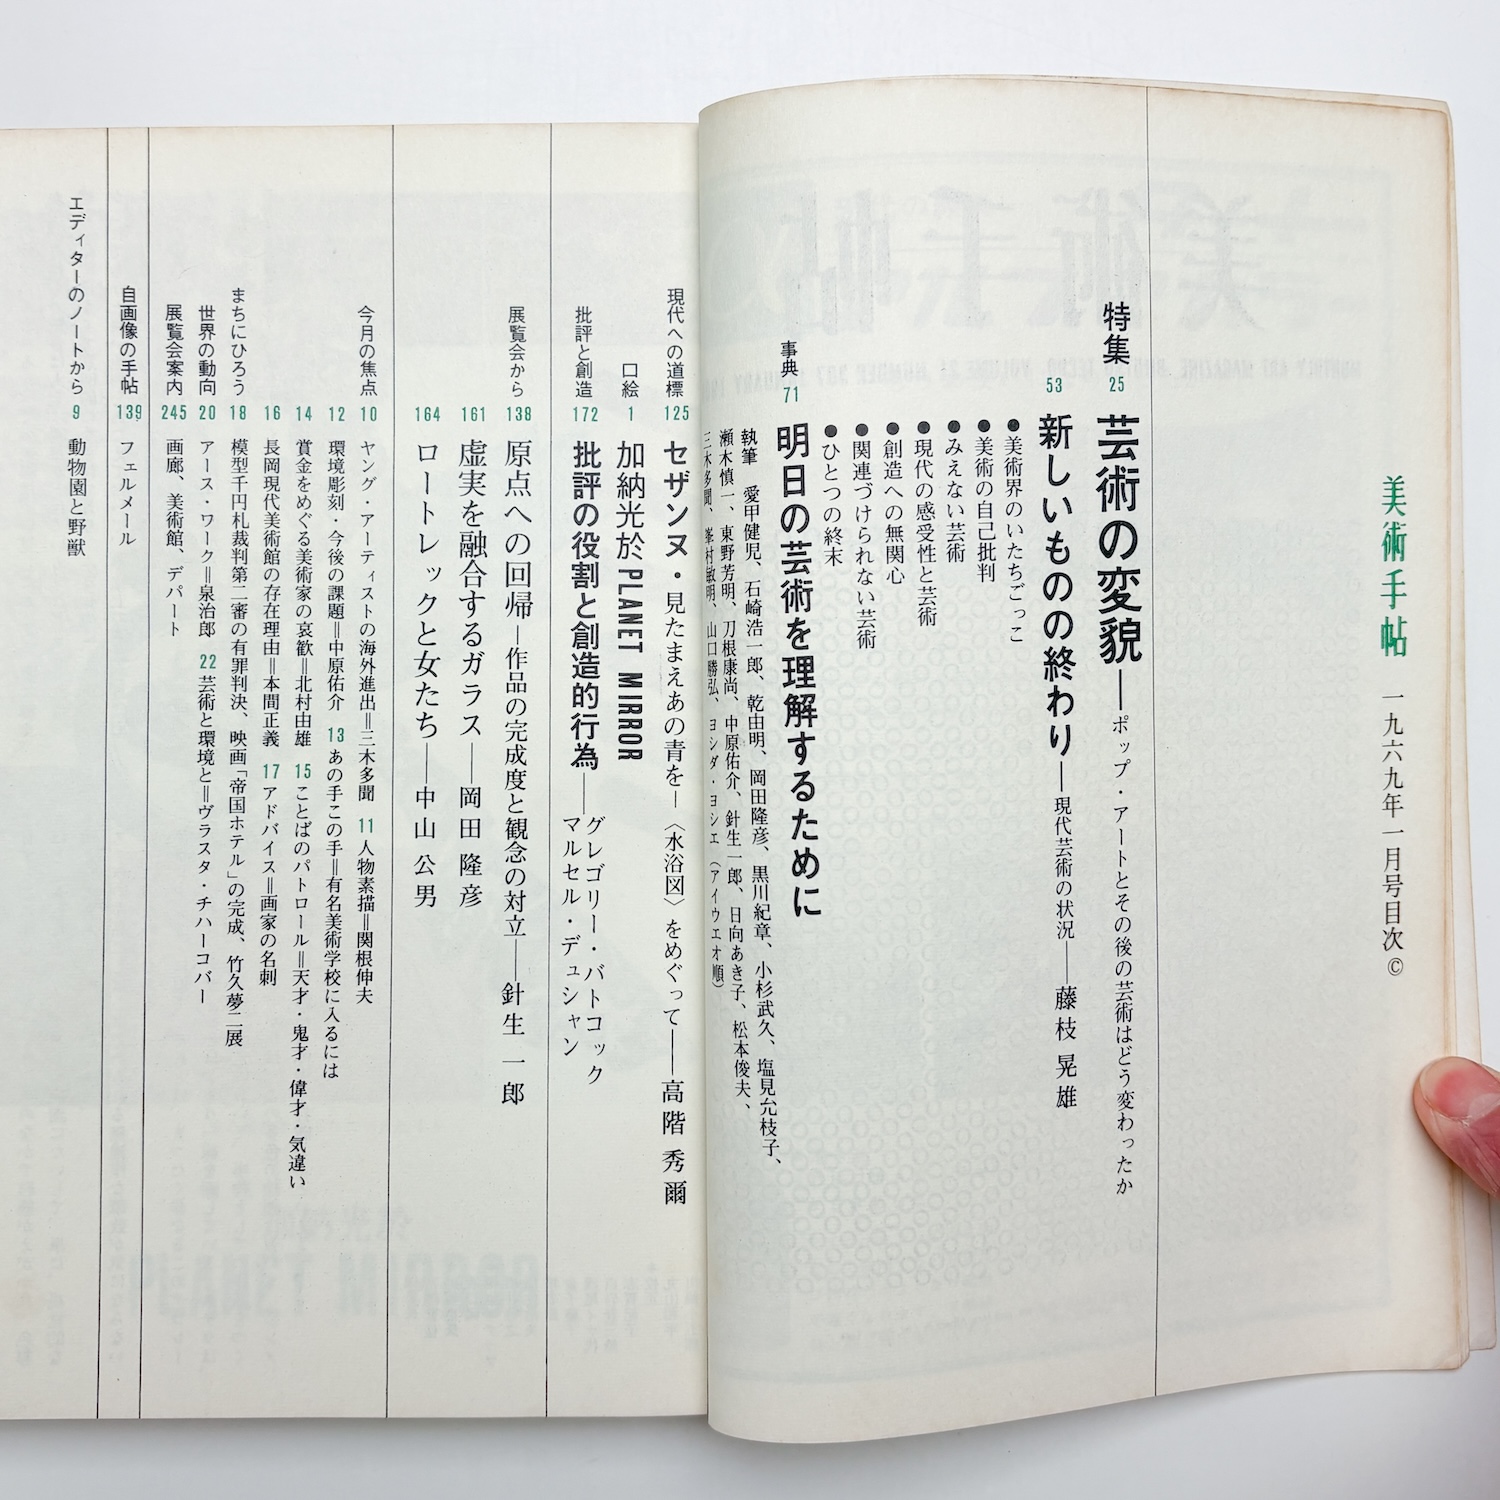 美術手帖 一九六九年一月号目次©
特集 25 芸術の変貌―ポップ・アートとその後の芸術はどう変わったか
53 新しいものの終わり―現代芸術の状況――藤枝晃雄
●美術界のいたちごっこ
●美術の自己批判
●みえない芸術
●現代の感受性と芸術
●創造への無関心
●関連づけられない芸術
●ひとつの終末
事典 71 明日の芸術を理解するために
執筆 愛甲健児、石崎浩一郎、乾由明、岡田隆彦、黒川紀章、小杉武久、塩見允枝子、
瀬木慎一、東野芳明、刀根康尚、中原佑介、針生一郎、日向あき子、松本俊夫、
三木多聞、峯村敏明、山口勝弘、ヨシダ・ヨシエ（アイウエオ順）
現代への道標 125 セザンヌ・見たまえあの青を―〈水浴図〉をめぐって――高階秀爾
口絵 1 加納光於 PLANET MIRROR
批評と創造 172 批評の役割と創造的行為――グレゴリー・バトコック
マルセル・デュシャン
展覧会から 138 原点への回帰―作品の完成度と観念の対立――針生一郎
161 虚実を融合するガラス――岡田隆彦
164 ロートレックと女たち――中山公男
今月の焦点 10 ヤング・アーティストの海外進出＝三木多聞 11 人物素描＝関根伸夫
12 環境彫刻・今後の課題＝中原佑介 13 あの手この手＝有名美術学校に入るには
14 賞金をめぐる美術家の哀歓＝北村由雄 15 ことばのパトロール＝天才・鬼才・偉才・気違い
16 長岡現代美術館の存在理由＝本間正義 17 アドバイス＝画家の名刺
まちにひろう 18 模型千円札裁判第二審の有罪判決、映画「帝国ホテル」の完成、竹久夢二展
世界の動向 20 アース・ワーク＝泉治郎 22 芸術と環境と＝ヴラスタ・チハーコバー
展覧会案内 245 画廊、美術館、デパート
自画像の手帖 139 フェルメール
エディターのノートから 9 動物園と野獣